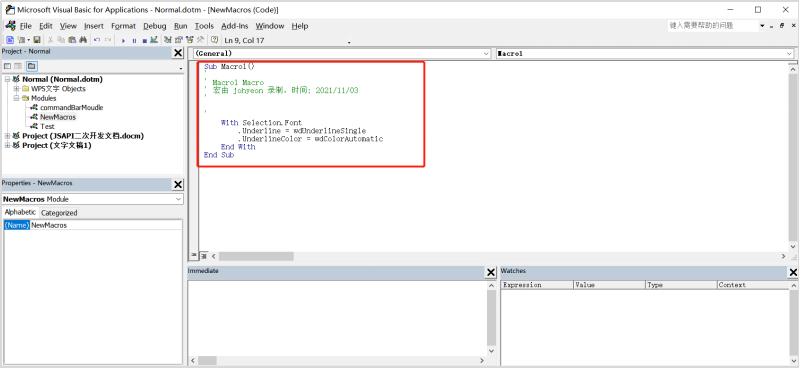 Microsoft Visual Basic for Applications - Normal.dotm - [NewMacros (Code)]
File Edit View Insert Format Debug Run Tools Add-Ins Window Help
键入需要帮助的问题
Ln 9, Col 17
Project - Normal
(General)
Macro1
Normal (Normal.dotm)
WPS文字 Objects
Modules
commandBarMoudle
NewMacros
Test
Project (JSAPI二次开发文档.docm)
Project (文字文稿1)
Sub Macro1()
'
' Macro1 Macro
' 宏由 johyeon 录制，时间: 2021/11/03
'
'
With Selection.Font
.Underline = wdUnderlineSingle
.UnderlineColor = wdColorAutomatic
End With
End Sub
Properties - NewMacros
NewMacros Module
Alphabetic Categorized
(Name) NewMacros
Immediate
Watches
Expression Value Type Context